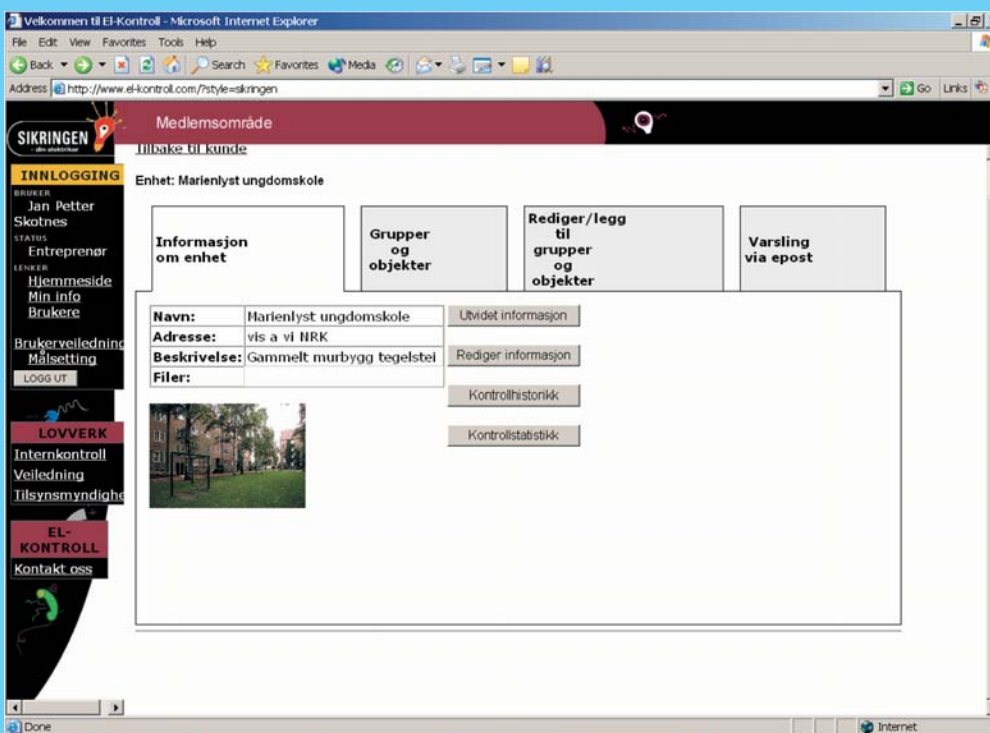 Velkommen til El-Kontroll - Microsoft Internet Explorer
File Edit View Favorites Tools Help
Back Search Favorites Media
Address http://www.el-kontroll.com/?style=sikringen Go Links
SIKRINGEN
- din elektriker
Medlemsområde
Tilbake til kunde
INNLOGGING
BRUKER
Jan Petter
Skotnes
STATUS
Entreprenør
LENKER
Hjemmeside
Min info
Brukere
Brukerveiledning
Målsetting
LOGG UT
LOVVERK
Internkontroll
Veiledning
Tilsynsmyndighe
EL-
KONTROLL
Kontakt oss
Enhet: Marienlyst ungdomskole
Informasjon
om enhet
Grupper
og
objekter
Rediger/legg
til
grupper
og
objekter
Varsling
via epost
Navn: Marienlyst ungdomskole
Adresse: vis a vi NRK
Beskrivelse: Gammelt murbygg tegelstei
Filer:
Utvidet informasjon
Rediger informasjon
Kontrollhistorikk
Kontrollstatistikk
Done Internet